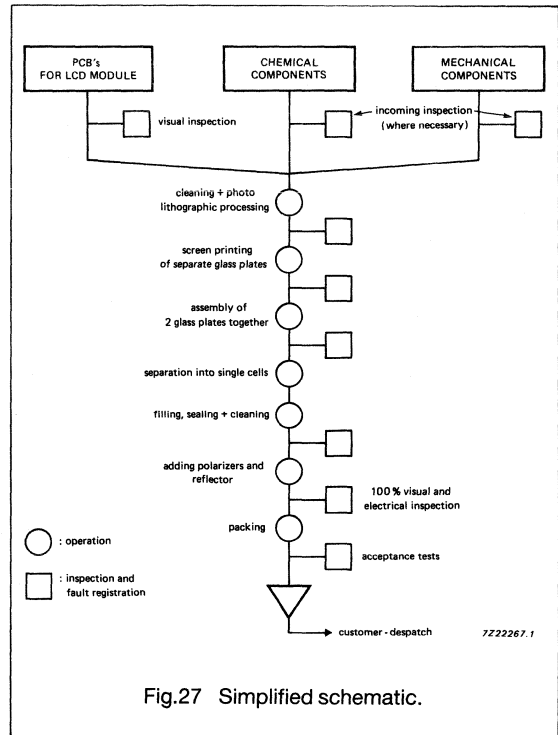 PCB's
FOR LCD MODULE
CHEMICAL
COMPONENTS
MECHANICAL
COMPONENTS
visual inspection
incoming inspection
(where necessary)
cleaning + photo
lithographic processing
screen printing
of separate glass plates
assembly of
2 glass plates together
separation into single cells
filling, sealing + cleaning
adding polarizers and
reflector
100% visual and
electrical inspection
packing
: operation
acceptance tests
: inspection and
fault registration
customer - despatch
7Z22267.1
Fig.27 Simplified schematic.